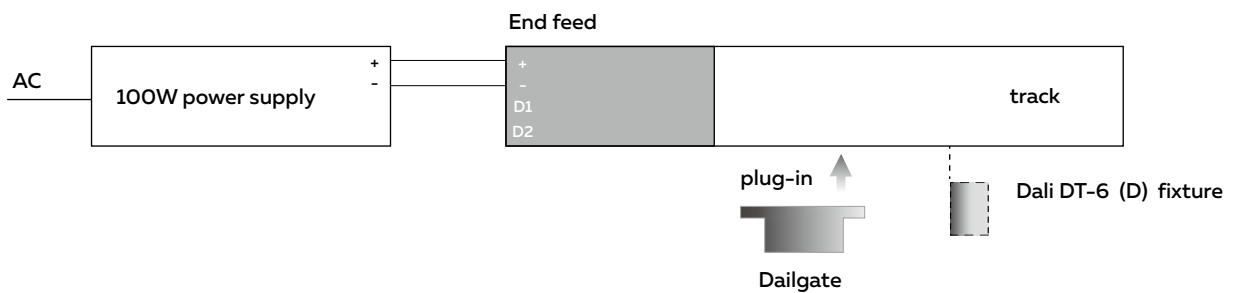 End feed
AC
100W power supply
+
-
+
-
D1
D2
track
plug-in
Dali DT-6 (D) fixture
Dailgate